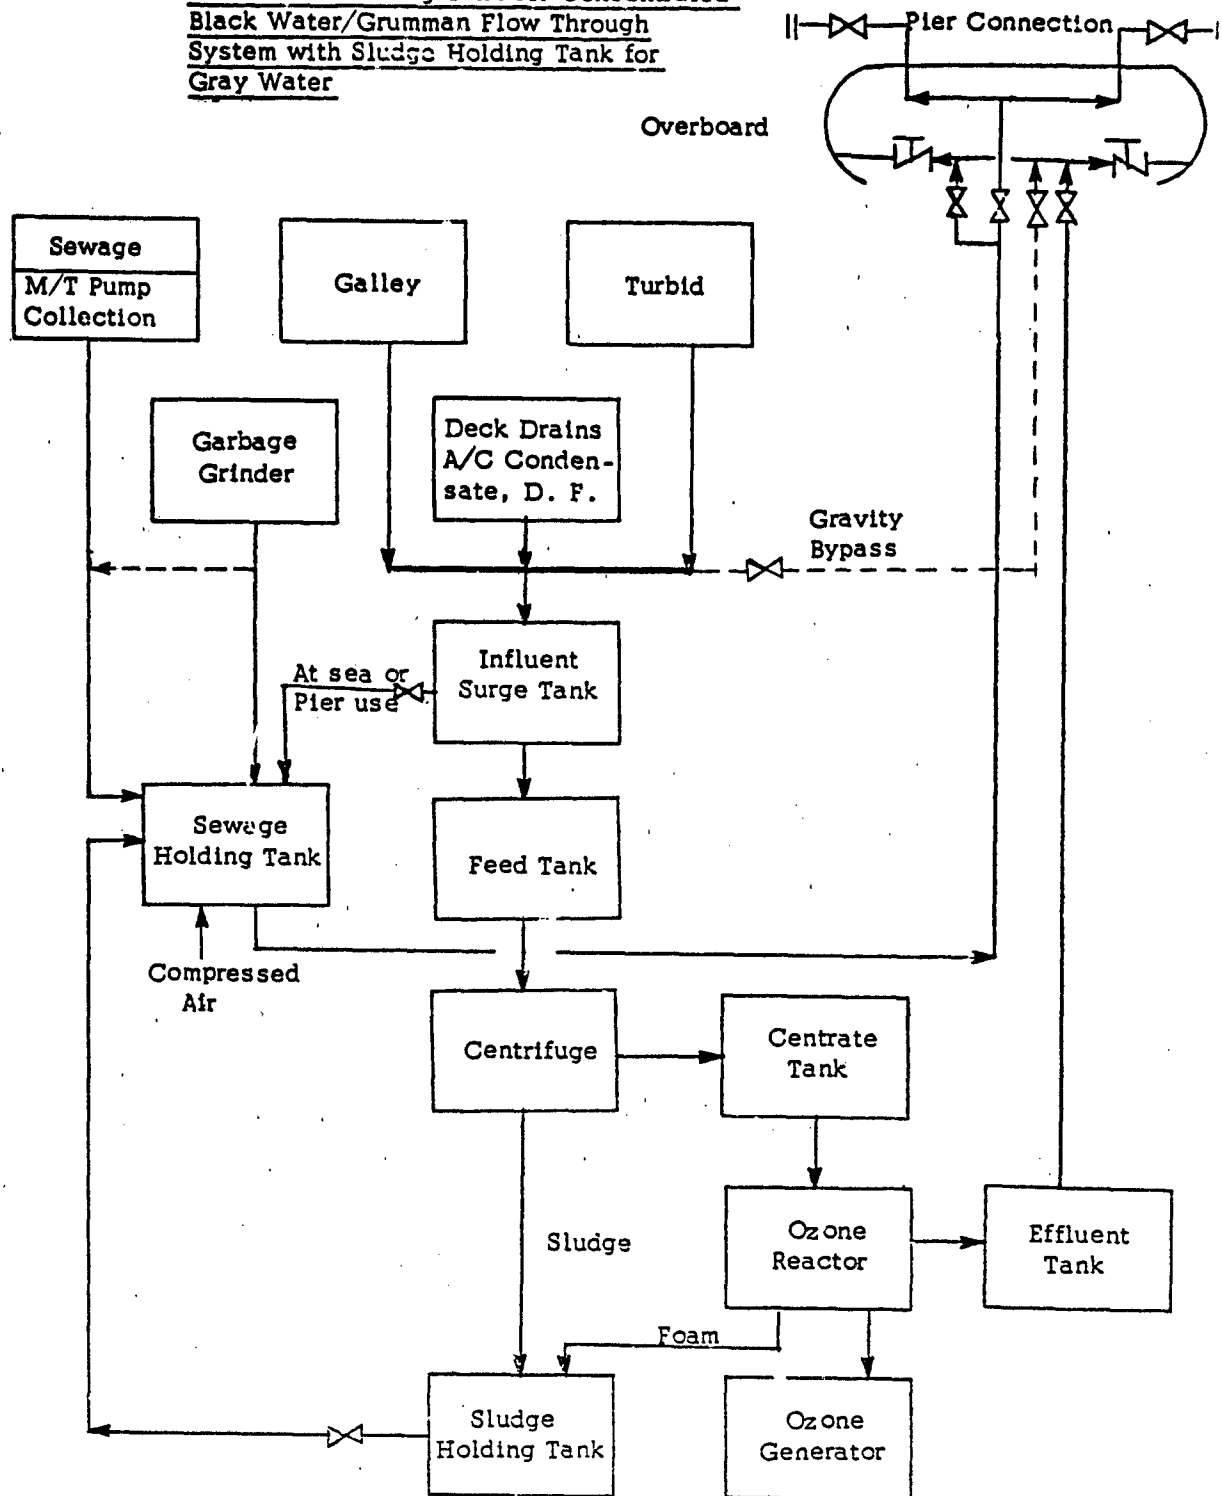 Black Water/Grumman Flow Through
System with Sludge Holding Tank for
Gray Water
Pier Connection
Overboard
Sewage
M/T Pump
Collection
Galley
Turbid
Garbage
Grinder
Deck Drains
A/C Conden-
sate, D. F.
Gravity
Bypass
Influent
Surge Tank
At sea or
Pier use
Sewage
Holding Tank
Feed Tank
Compressed
Air
Centrifuge
Centrate
Tank
Sludge
Ozone
Reactor
Effluent
Tank
Foam
Sludge
Holding Tank
Ozone
Generator